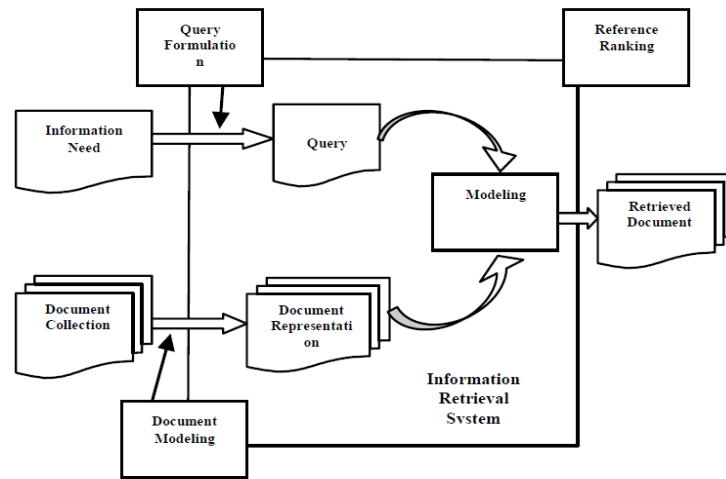 Query
Formulatio
n
Reference
Ranking
Information
Need
Query
Modeling
Retrieved
Document
Document
Collection
Document
Representati
on
Information
Retrieval
System
Document
Modeling